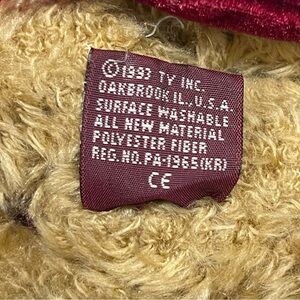 ©1993 TY INC.
OAKBROOK IL., U.S.A.
SURFACE WASHABLE
ALL NEW MATERIAL
POLYESTER FIBER
REG.NO.PA-1965(KR)
CE